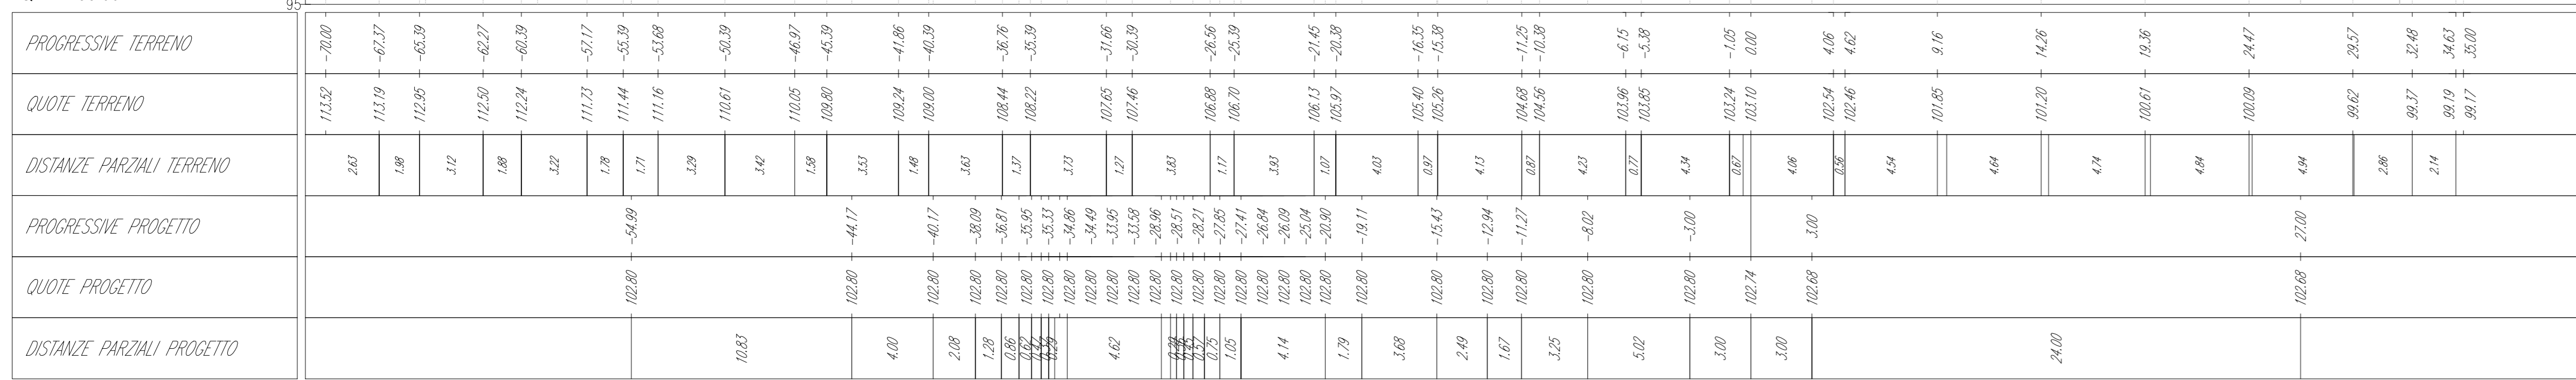 95
PROGRESSIVE TERRENO -70.00 -67.37 -65.39 -62.27 -60.39 -57.17 -55.39 -53.68 -50.39 -46.97 -45.39 -41.86 -40.39 -36.76 -35.39 -31.66 -30.39 -26.56 -25.39 -21.45 -20.38 -16.35 -15.38 -11.25 -10.38 -6.15 -5.38 -1.05 0.00 4.06 4.62 9.16 14.26 19.36 24.47 29.57 32.48 34.63 35.00
QUOTE TERRENO 113.52 113.19 112.95 112.50 112.24 111.73 111.44 111.16 110.61 110.05 109.80 109.24 109.00 108.44 108.22 107.65 107.46 106.88 106.70 106.13 105.97 105.40 105.26 104.68 104.56 103.96 103.85 103.24 103.10 102.54 102.46 101.85 101.20 100.61 100.09 99.62 99.37 99.19 99.17
DISTANZE PARZIALI TERRENO 2.63 1.98 3.12 1.88 3.22 1.78 1.71 3.29 3.42 1.58 3.53 1.48 3.63 1.37 3.73 1.27 3.83 1.17 3.93 1.07 4.03 0.97 4.13 0.87 4.23 0.77 4.34 0.67 4.06 0.56 4.54 4.64 4.74 4.84 4.94 2.86 2.14
PROGRESSIVE PROGETTO -54.99 -44.17 -40.17 -38.09 -36.81 -35.95 -35.33 -34.86 -34.49 -33.95 -33.58 -28.96 -28.51 -28.21 -27.85 -27.41 -26.84 -26.09 -25.04 -20.90 -19.11 -15.43 -12.94 -11.27 -8.02 -3.00 3.00 27.00
QUOTE PROGETTO 102.80 102.80 102.80 102.80 102.80 102.80 102.80 102.80 102.80 102.80 102.80 102.80 102.80 102.80 102.80 102.80 102.80 102.80 102.80 102.80 102.80 102.80 102.80 102.80 102.80 102.80 102.74 102.68 102.68
DISTANZE PARZIALI PROGETTO 10.83 4.00 2.08 1.28 0.86 0.62 0.29 4.62 0.57 0.75 1.05 4.14 1.79 3.68 2.49 1.67 3.25 5.02 3.00 3.00 24.00